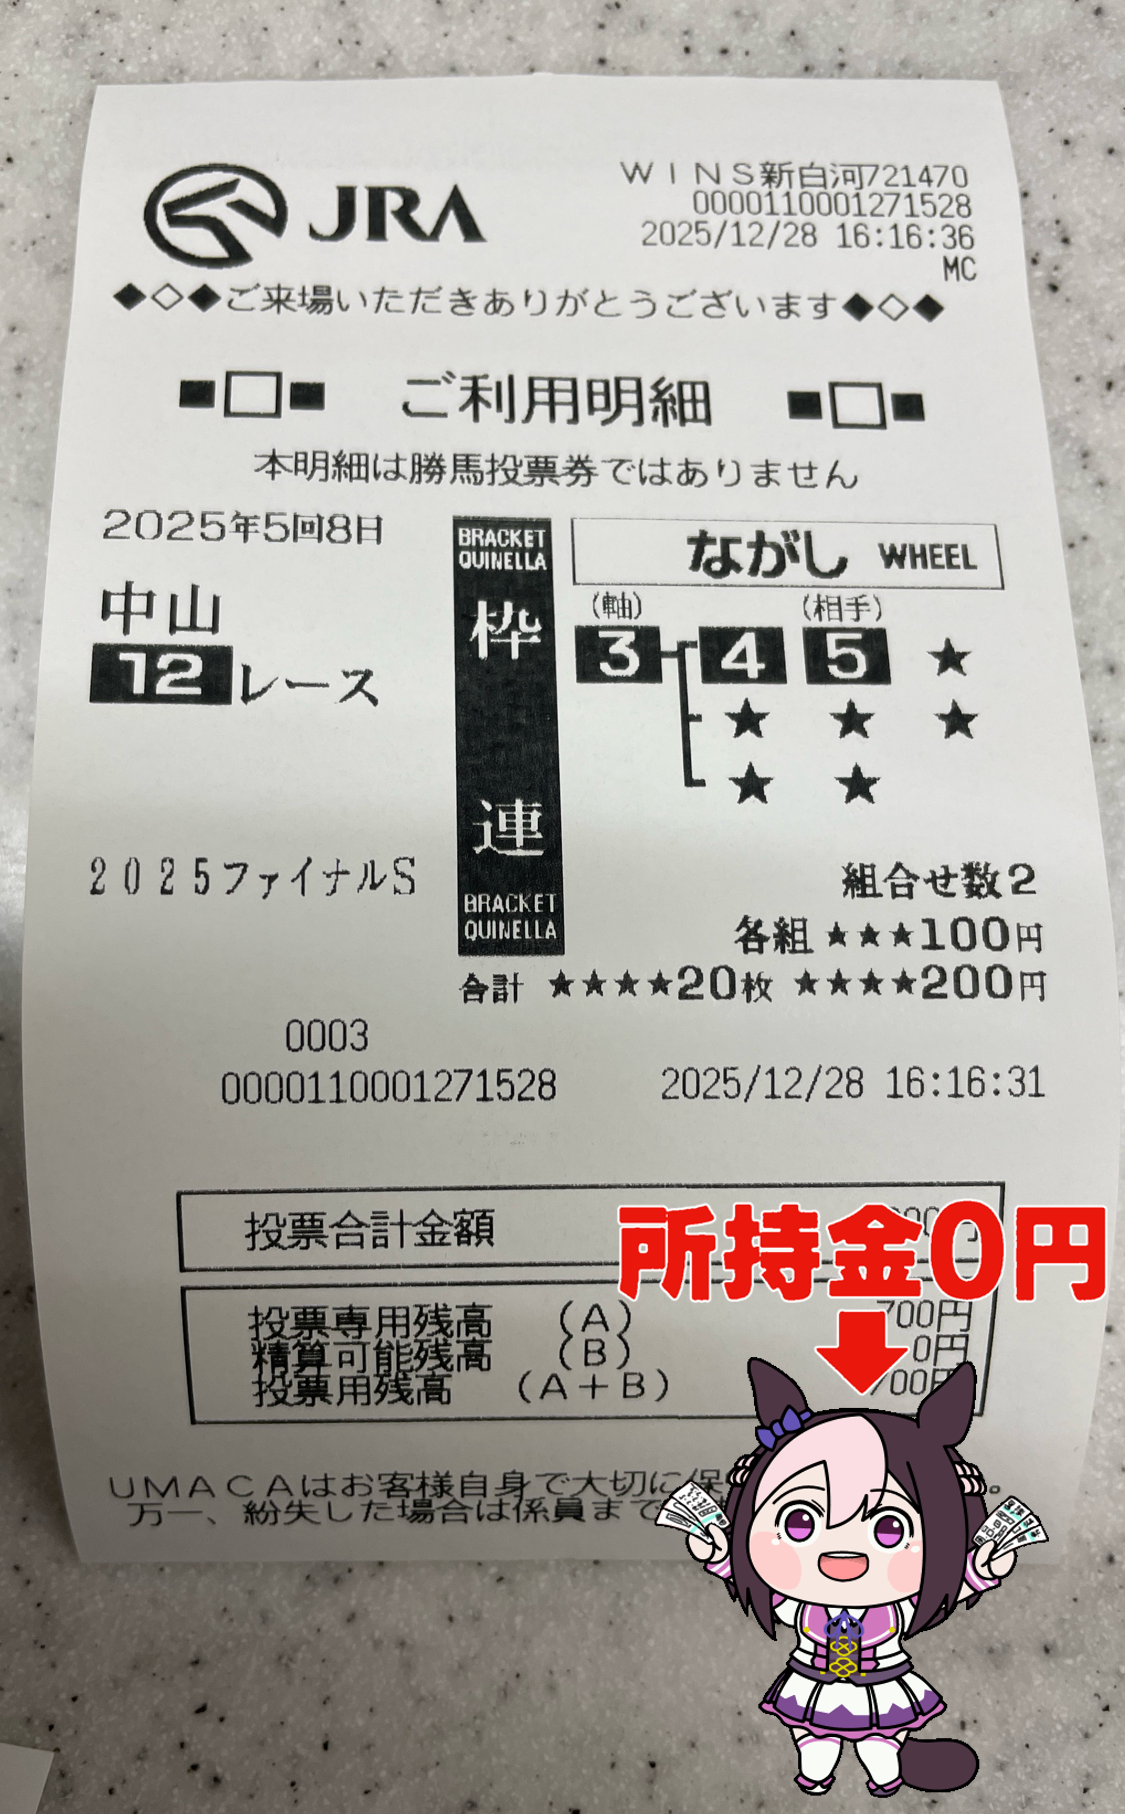 JRA
WINS新白河721470
0000110001271528
2025/12/28 16:16:36
MC
◆◇◆ご来場いただきありがとうございます◆◇◆
■□■ ご利用明細 ■□■
本明細は勝馬投票券ではありません
2025年5回8日
中山
12レース
2025ファイナルS
BRACKET
QUINELLA
枠
連
BRACKET
QUINELLA
ながし WHEEL
(軸) (相手)
3 4 5 ★
★ ★ ★
★ ★
組合せ数2
各組 ★★★100円
合計 ★★★★20枚 ★★★★200円
0003
0000110001271528 2025/12/28 16:16:31
投票合計金額
所持金0円
投票専用残高 (A) 700円
精算可能残高 (B) 0円
投票用残高 (A+B) 700円
UMACAはお客様自身で大切に保
万一、紛失した場合は係員まで